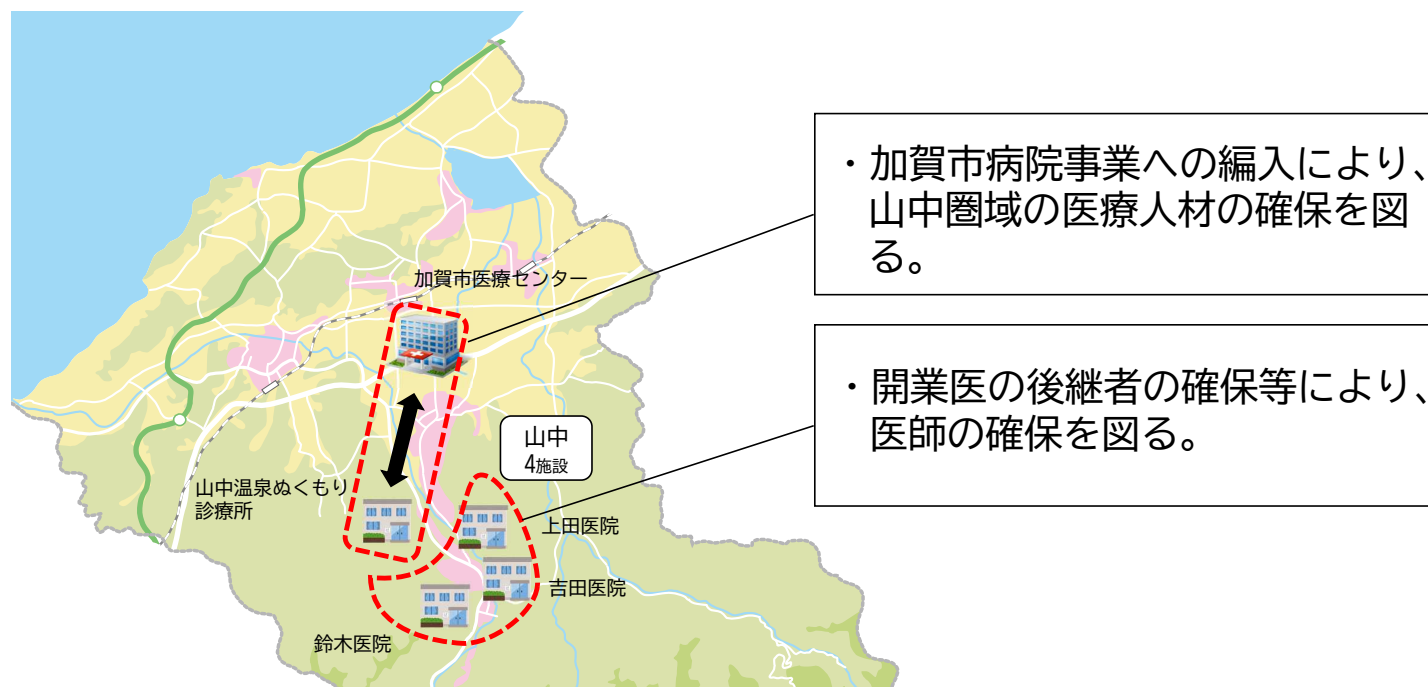 ・加賀市病院事業への編入により、
山中圏域の医療人材の確保を図
る。
加賀市医療センター
・開業医の後継者の確保等により、
医師の確保を図る。
山中
4施設
山中温泉ぬくもり
診療所
上田医院
吉田医院
鈴木医院